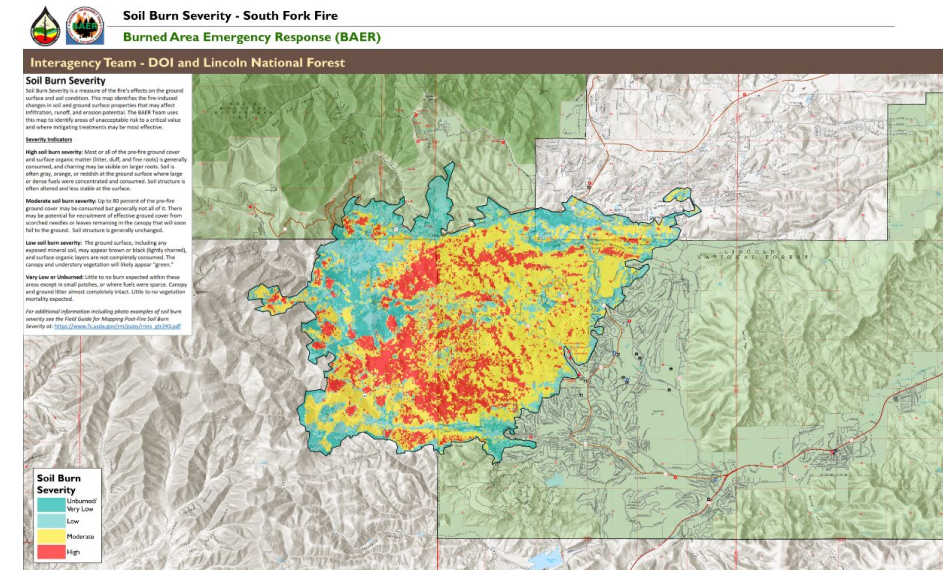 Soil Burn Severity - South Fork Fire
BAER
Burned Area Emergency Response (BAER)
Interagency Team - DOI and Lincoln National Forest
Soil Burn Severity
Soil Burn Severity is a measure of the fire's effects on the ground
surface and soil condition. This map identifies the fire-induced
changes in soil and ground surface properties that may affect
infiltration, runoff, and erosion potential. The BAER Team uses
this map to identify areas of unacceptable risk to a critical value
and where mitigating treatments may be most effective.
Severity Indicators
High soil burn severity: Most or all of the pre-fire ground cover
and surface organic matter (litter, duff, and fine roots) is generally
consumed, and charring may be visible on larger roots. Soil is
often gray, orange, or reddish at the ground surface where large
or dense fuels were concentrated and consumed. Soil structure is
often altered and less stable at the surface.
Moderate soil burn severity: Up to 80 percent of the pre-fire
ground cover may be consumed but generally not all of it. There
may be potential for recruitment of effective ground cover from
scorched needles or leaves remaining in the canopy that will soon
fall to the ground. Soil structure is generally unchanged.
Low soil burn severity: The ground surface, including any
exposed mineral soil, may appear brown or black (lightly charred),
and surface organic layers are not completely consumed. The
canopy and understory vegetation will likely appear "green."
Very Low or Unburned: Little to no burn expected within these
areas except in small patches, or where fuels were sparse. Canopy
and ground litter almost completely intact. Little to no vegetation
mortality expected.
For additional information including photo examples of soil burn
severity see the Field Guide for Mapping Post-Fire Soil Burn
Severity at: https://www.fs.usda.gov/rm/pubs/rmrs_gtr243.pdf
NATIONAL FOREST
Soil Burn
Severity
Unburned/
Very Low
Low
Moderate
High